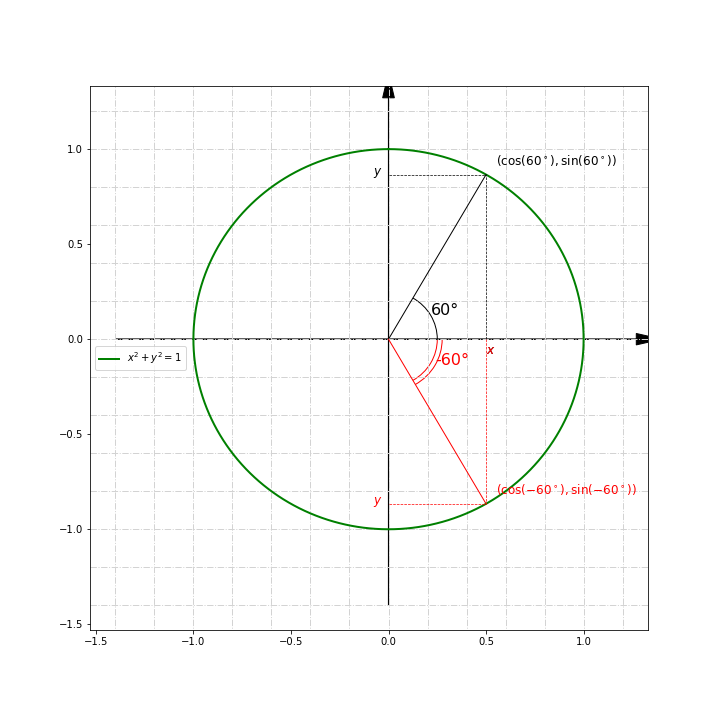 1.0
(cos(60°), sin(60°))
y
0.5
60°
0.0
x
-60°
x² + y² = 1
−0.5
(cos(−60°), sin(−60°))
y
−1.0
−1.5
−1.5 −1.0 −0.5 0.0 0.5 1.0